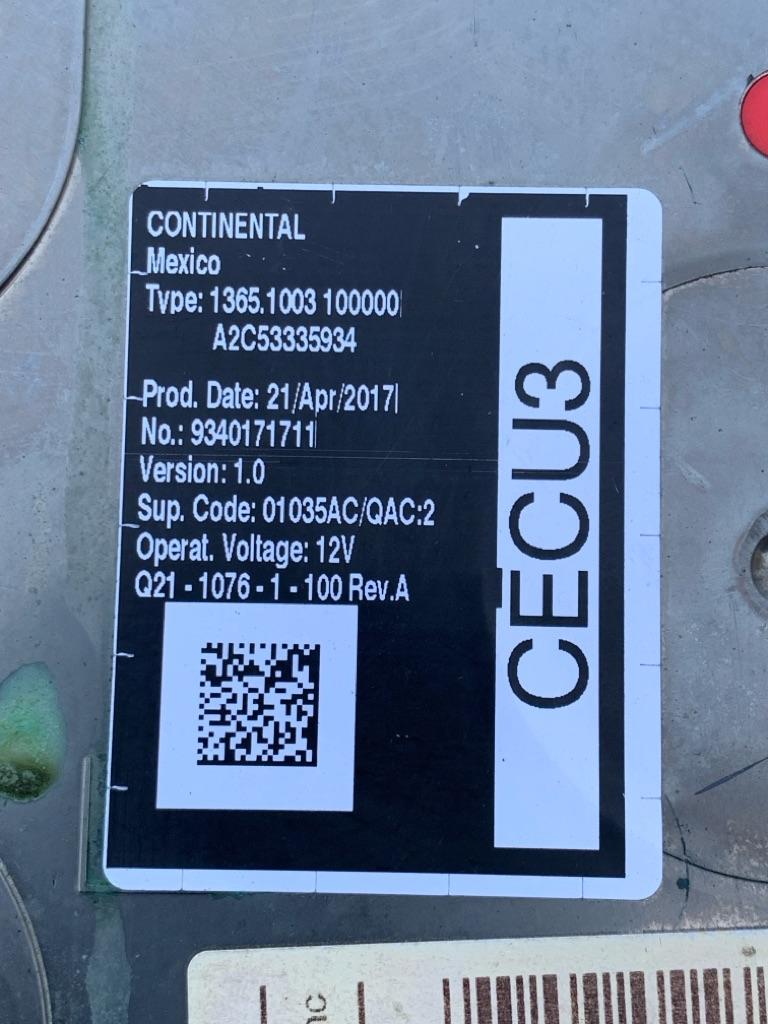 CONTINENTAL
Mexico
Type: 1365.1003 100000
A2C53335934
Prod. Date: 21/Apr/2017
No.: 9340171711
Version: 1.0
Sup. Code: 01035AC/QAC:2
Operat. Voltage: 12V
Q21 - 1076 - 1 - 100 Rev.A
CECU3